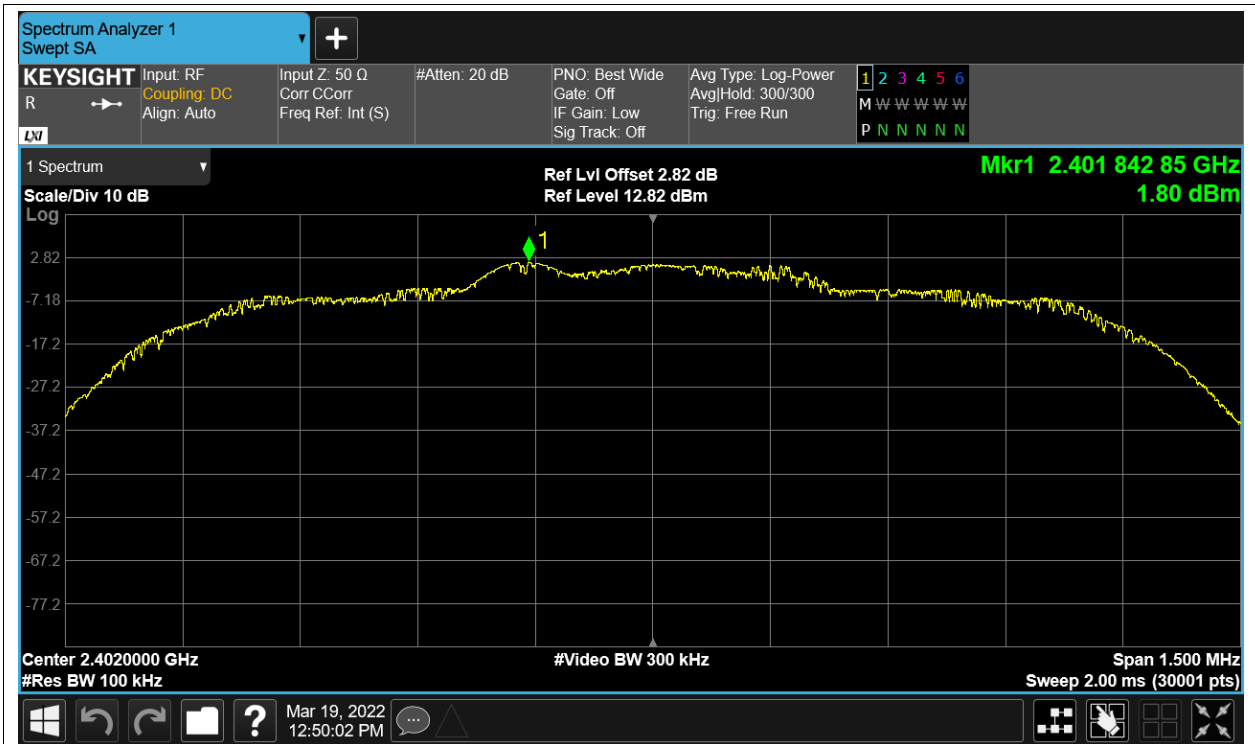 Spectrum Analyzer 1
Swept SA
KEYSIGHT
R
LXI
Input: RF
Coupling: DC
Align: Auto
Input Z: 50 Ω
Corr CCorr
Freq Ref: Int (S)
#Atten: 20 dB
PNO: Best Wide
Gate: Off
IF Gain: Low
Sig Track: Off
Avg Type: Log-Power
Avg|Hold: 300/300
Trig: Free Run
1 2 3 4 5 6
M W W W W W
P N N N N N
1 Spectrum
Scale/Div 10 dB
Ref Lvl Offset 2.82 dB
Ref Level 12.82 dBm
Mkr1 2.401 842 85 GHz
1.80 dBm
Log
1
2.82
-7.18
-17.2
-27.2
-37.2
-47.2
-57.2
-67.2
-77.2
Center 2.4020000 GHz
#Video BW 300 kHz
Span 1.500 MHz
#Res BW 100 kHz
Sweep 2.00 ms (30001 pts)
?
Mar 19, 2022
12:50:02 PM